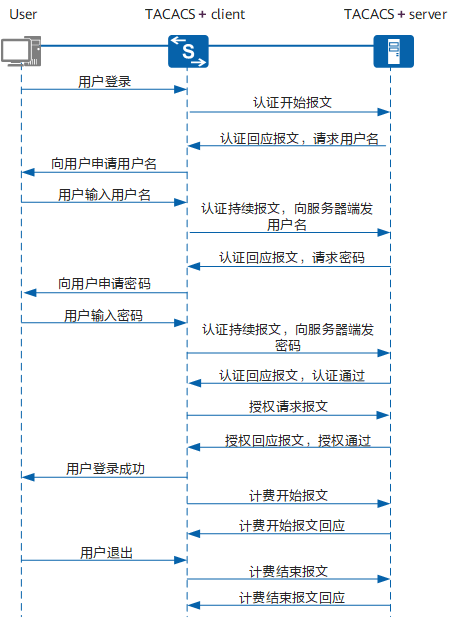 User
TACACS + client
TACACS + server
S
用户登录
认证开始报文
认证回应报文，请求用户名
向用户申请用户名
用户输入用户名
认证持续报文，向服务器端发
用户名
认证回应报文，请求密码
向用户申请密码
用户输入密码
认证持续报文，向服务器端发
密码
认证回应报文，认证通过
授权请求报文
授权回应报文，授权通过
用户登录成功
计费开始报文
计费开始报文回应
用户退出
计费结束报文
计费结束报文回应